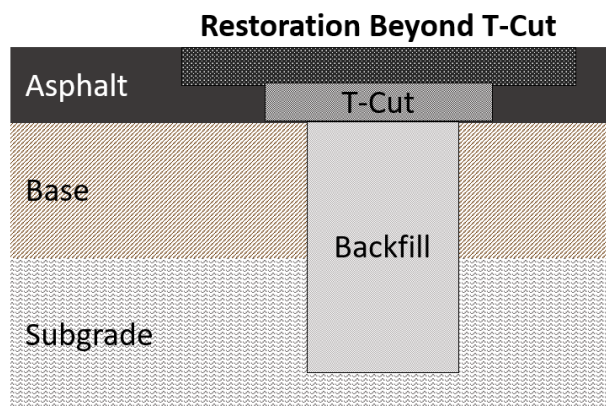 Restoration Beyond T-Cut
Asphalt
T-Cut
Base
Backfill
Subgrade